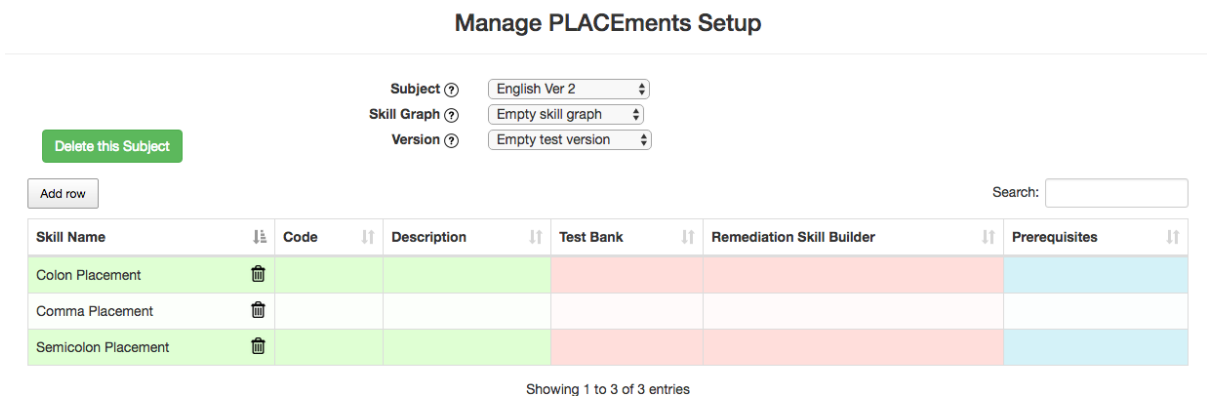 Manage PLACEments Setup
Subject ? English Ver 2
Skill Graph ? Empty skill graph
Version ? Empty test version
Delete this Subject
Add row
Search:
Skill Name Code Description Test Bank Remediation Skill Builder Prerequisites
Colon Placement
Comma Placement
Semicolon Placement
Showing 1 to 3 of 3 entries